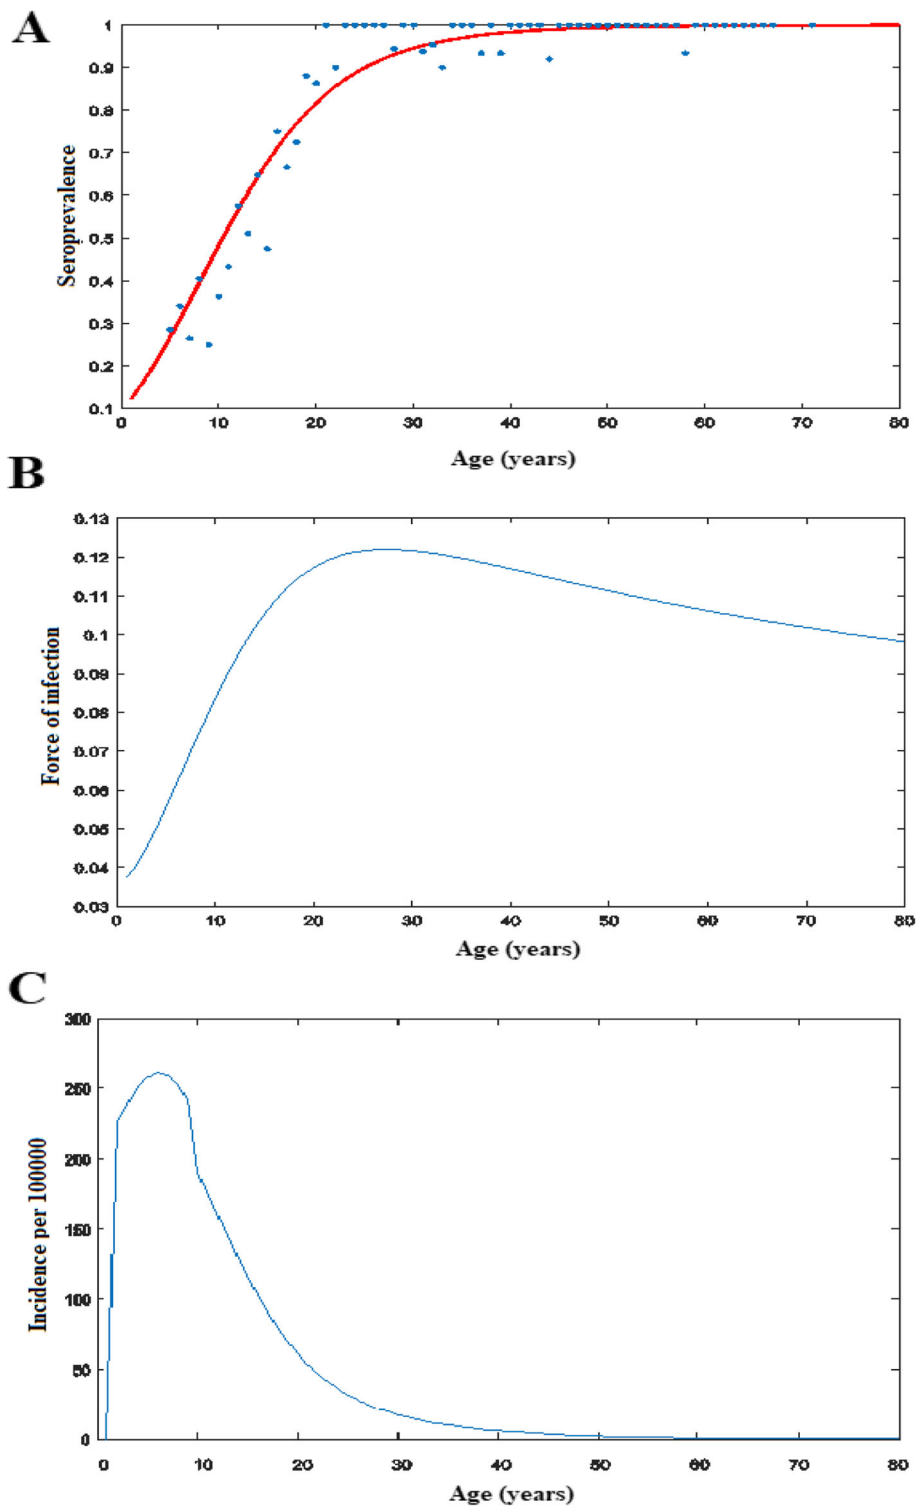 A
1
0.9
0.8
0.7
0.6
0.5
0.4
0.3
0.2
0.1
Seroprevalence
0 10 20 30 40 50 60 70 80
Age (years)
B
0.13
0.12
0.11
0.1
0.09
0.08
0.07
0.06
0.05
0.04
0.03
Force of infection
0 10 20 30 40 50 60 70 80
Age (years)
C
300
250
200
150
100
50
0
Incidence per 100000
0 10 20 30 40 50 60 70 80
Age (years)